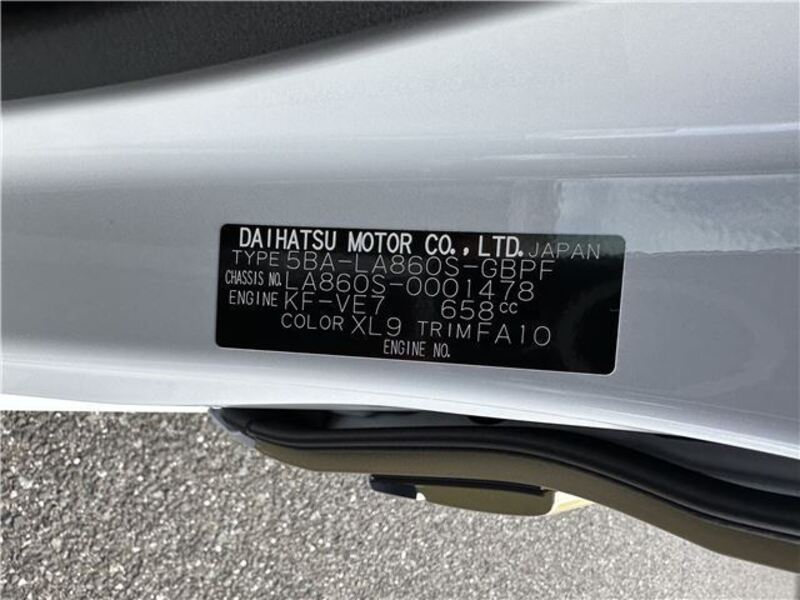 DAIHATSU MOTOR CO., LTD. JAPAN
TYPE 5BA-LA860S-GBPF
CHASSIS NO. LA860S-0001478
ENGINE KF-VE7 658cc
COLOR XL9 TRIM FA10
ENGINE NO.